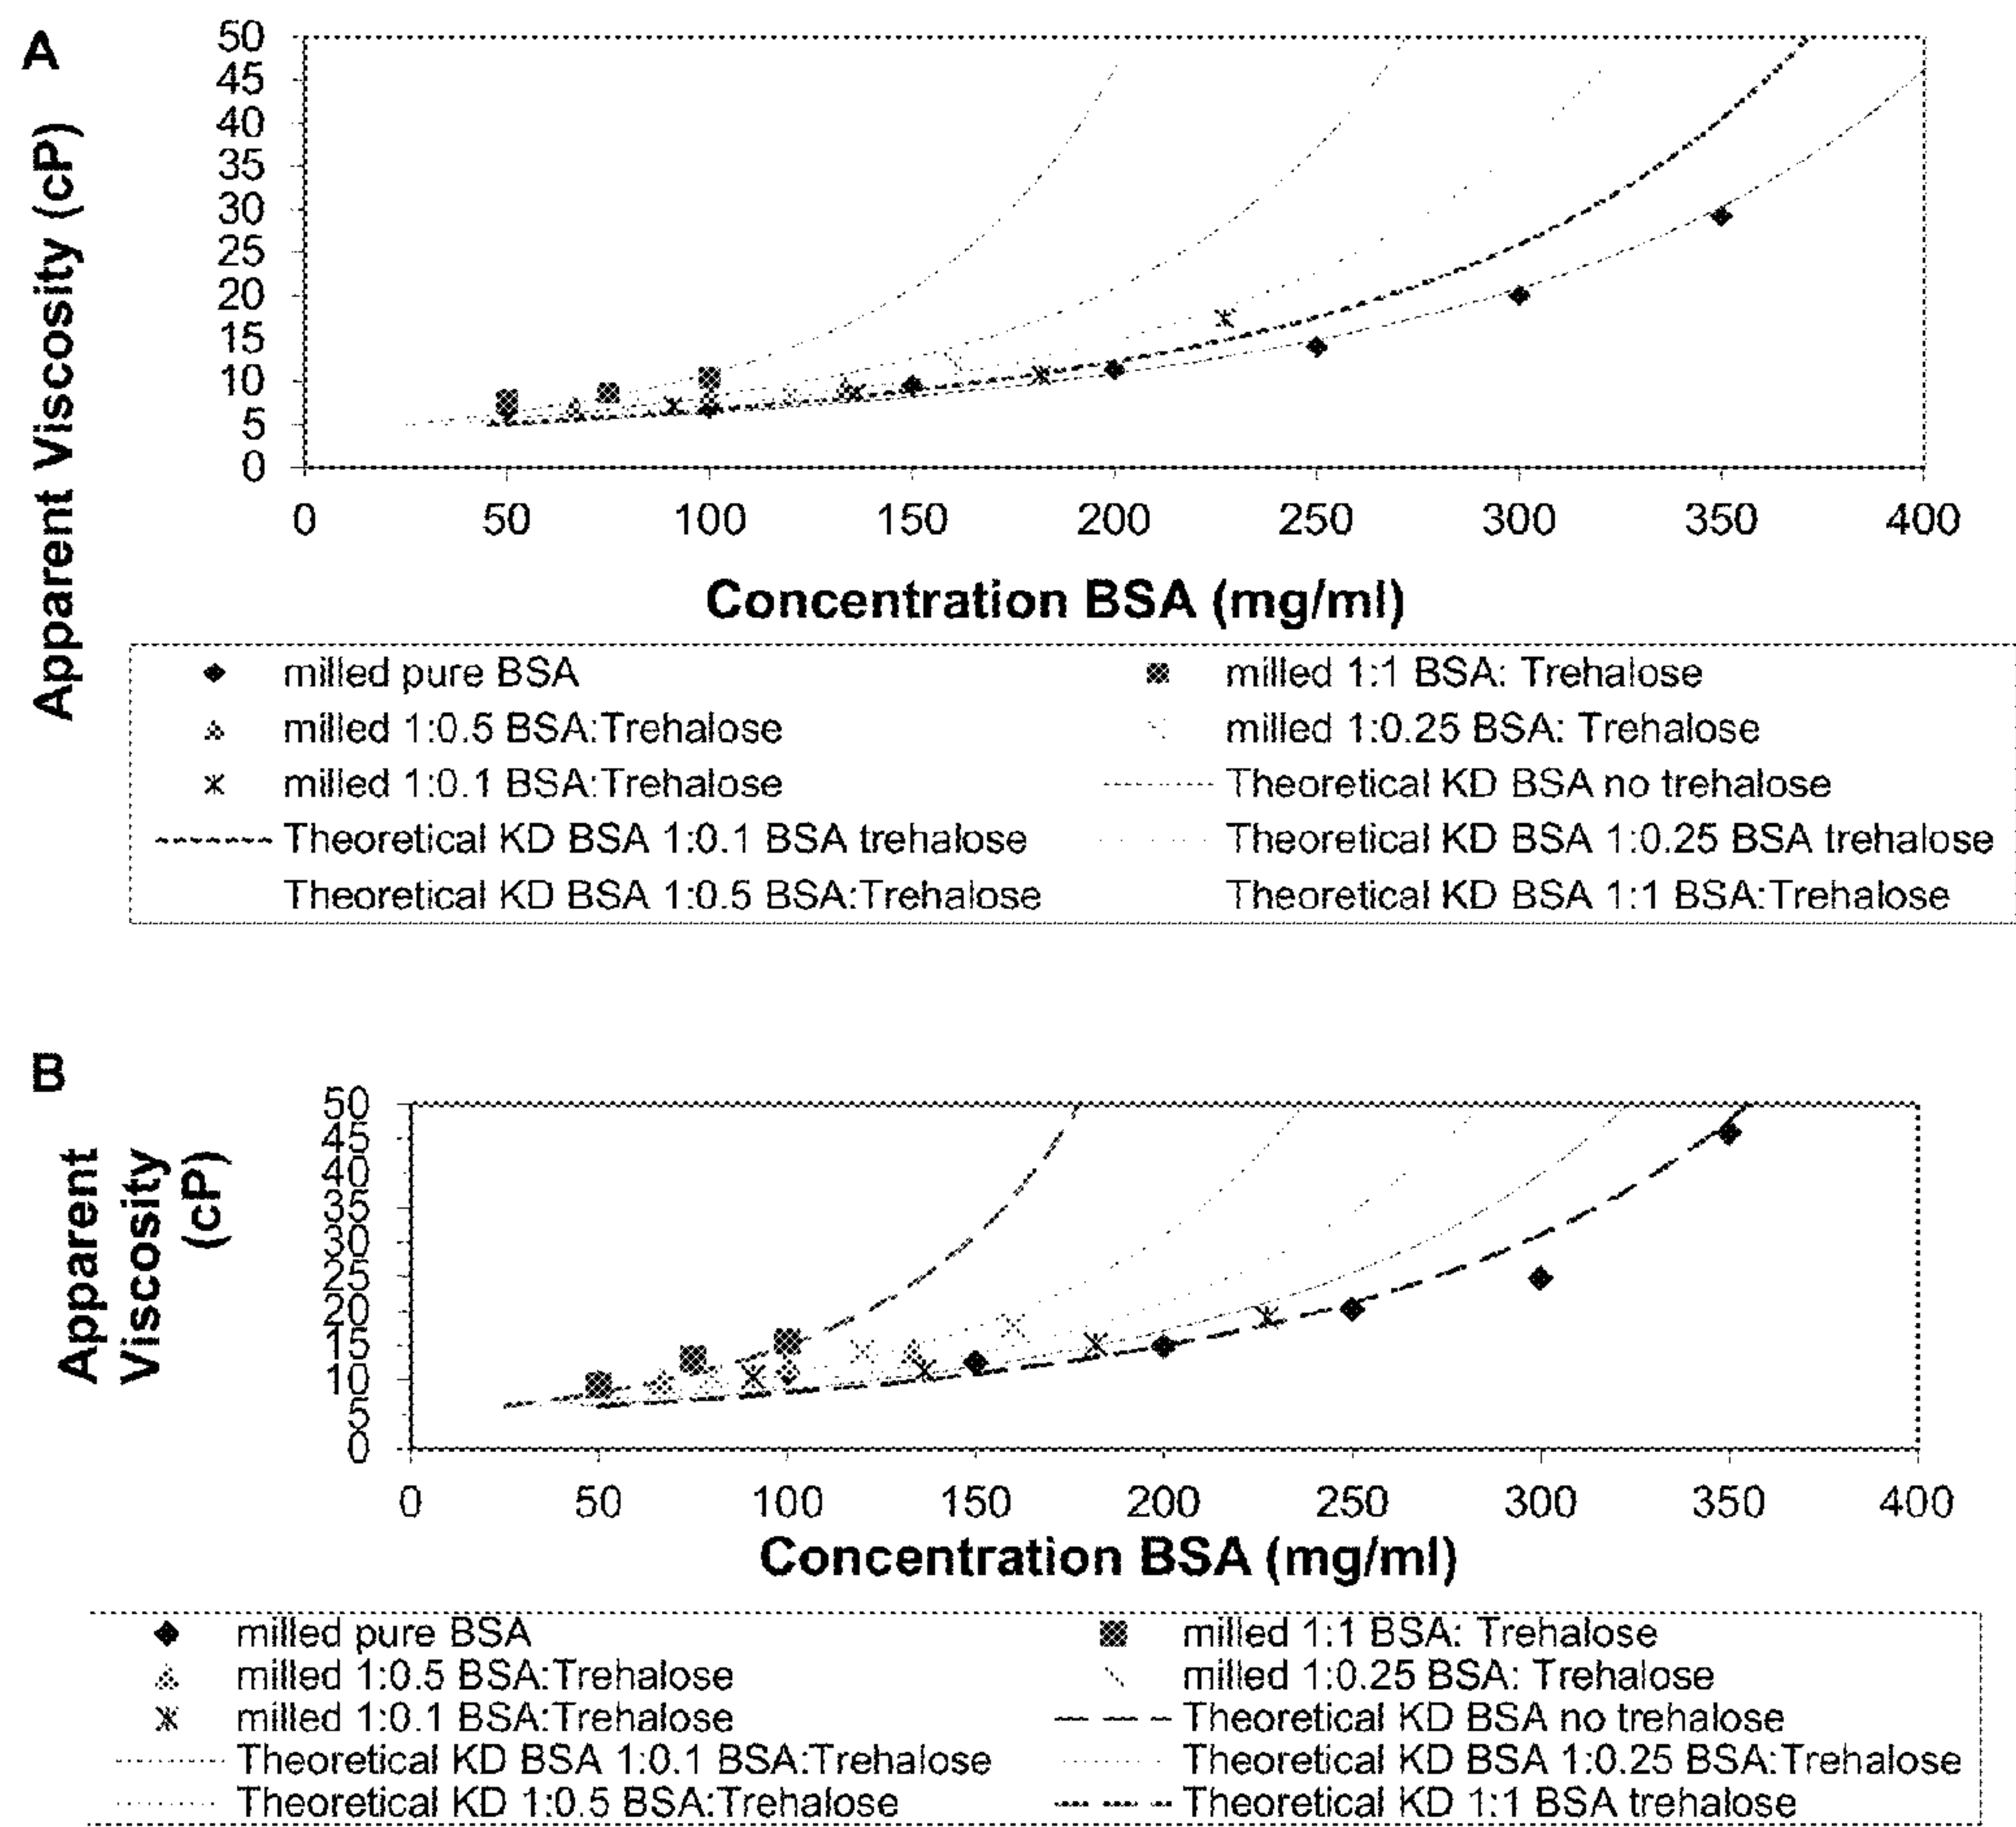 A
Apparent Viscosity (cP)
50
45
40
35
30
25
20
15
10
5
0
0 50 100 150 200 250 300 350 400
Concentration BSA (mg/ml)
milled pure BSA milled 1:1 BSA: Trehalose
milled 1:0.5 BSA:Trehalose milled 1:0.25 BSA: Trehalose
milled 1:0.1 BSA:Trehalose Theoretical KD BSA no trehalose
Theoretical KD BSA 1:0.1 BSA trehalose Theoretical KD BSA 1:0.25 BSA trehalose
Theoretical KD BSA 1:0.5 BSA:Trehalose Theoretical KD BSA 1:1 BSA:Trehalose
B
Apparent
Viscosity
(cP)
50
45
40
35
30
25
20
15
10
5
0
0 50 100 150 200 250 300 350 400
Concentration BSA (mg/ml)
milled pure BSA milled 1:1 BSA: Trehalose
milled 1:0.5 BSA:Trehalose milled 1:0.25 BSA: Trehalose
milled 1:0.1 BSA:Trehalose Theoretical KD BSA no trehalose
Theoretical KD BSA 1:0.1 BSA:Trehalose Theoretical KD BSA 1:0.25 BSA:Trehalose
Theoretical KD 1:0.5 BSA:Trehalose Theoretical KD 1:1 BSA trehalose